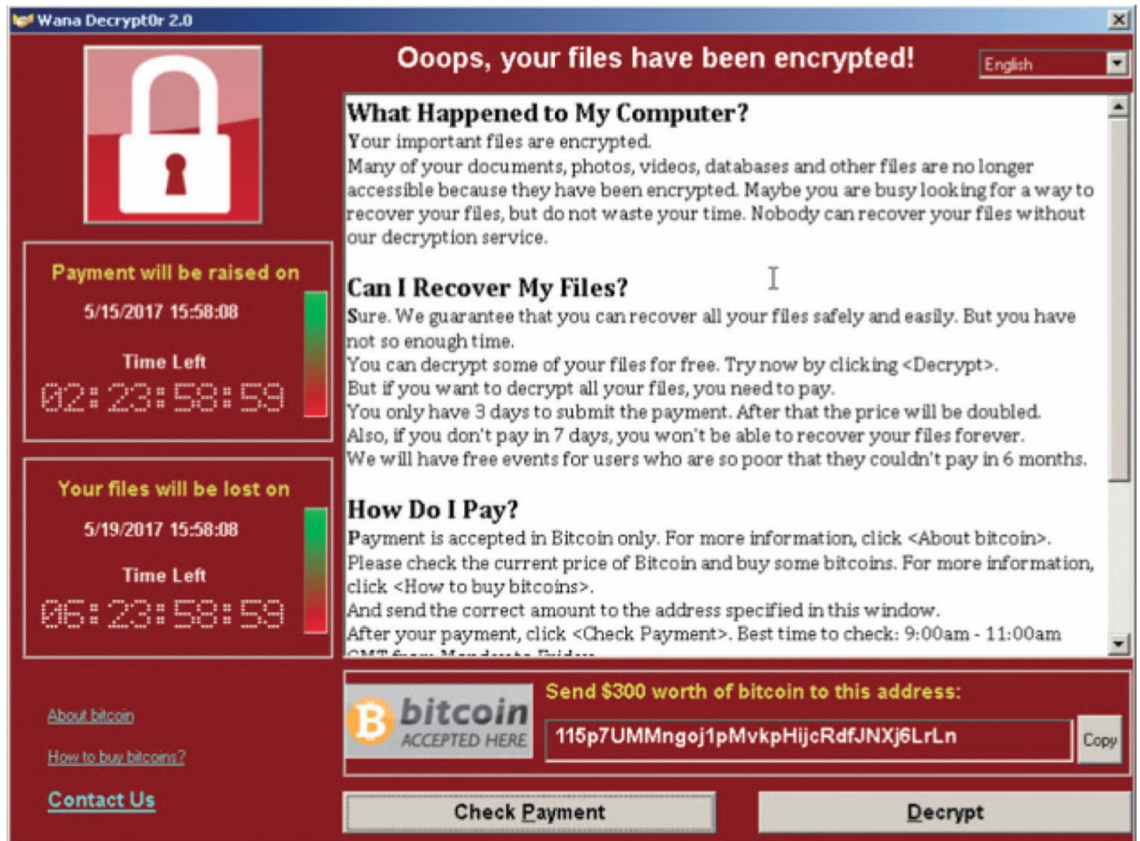 Wana Decrypt0r 2.0
Ooops, your files have been encrypted!
English
Payment will be raised on
5/15/2017 15:58:08
Time Left
02:23:58:59
Your files will be lost on
5/19/2017 15:58:08
Time Left
06:23:58:59
About bitcoin
How to buy bitcoins?
Contact Us
What Happened to My Computer?
Your important files are encrypted.
Many of your documents, photos, videos, databases and other files are no longer
accessible because they have been encrypted. Maybe you are busy looking for a way to
recover your files, but do not waste your time. Nobody can recover your files without
our decryption service.
Can I Recover My Files?
Sure. We guarantee that you can recover all your files safely and easily. But you have
not so enough time.
You can decrypt some of your files for free. Try now by clicking <Decrypt>.
But if you want to decrypt all your files, you need to pay.
You only have 3 days to submit the payment. After that the price will be doubled.
Also, if you don't pay in 7 days, you won't be able to recover your files forever.
We will have free events for users who are so poor that they couldn't pay in 6 months.
How Do I Pay?
Payment is accepted in Bitcoin only. For more information, click <About bitcoin>.
Please check the current price of Bitcoin and buy some bitcoins. For more information,
click <How to buy bitcoins>.
And send the correct amount to the address specified in this window.
After your payment, click <Check Payment>. Best time to check: 9:00am - 11:00am
GMT from Monday to Friday.
bitcoin
ACCEPTED HERE
Send $300 worth of bitcoin to this address:
115p7UMMngoj1pMvkpHijcRdfJNXj6LrLn
Copy
Check Payment
Decrypt